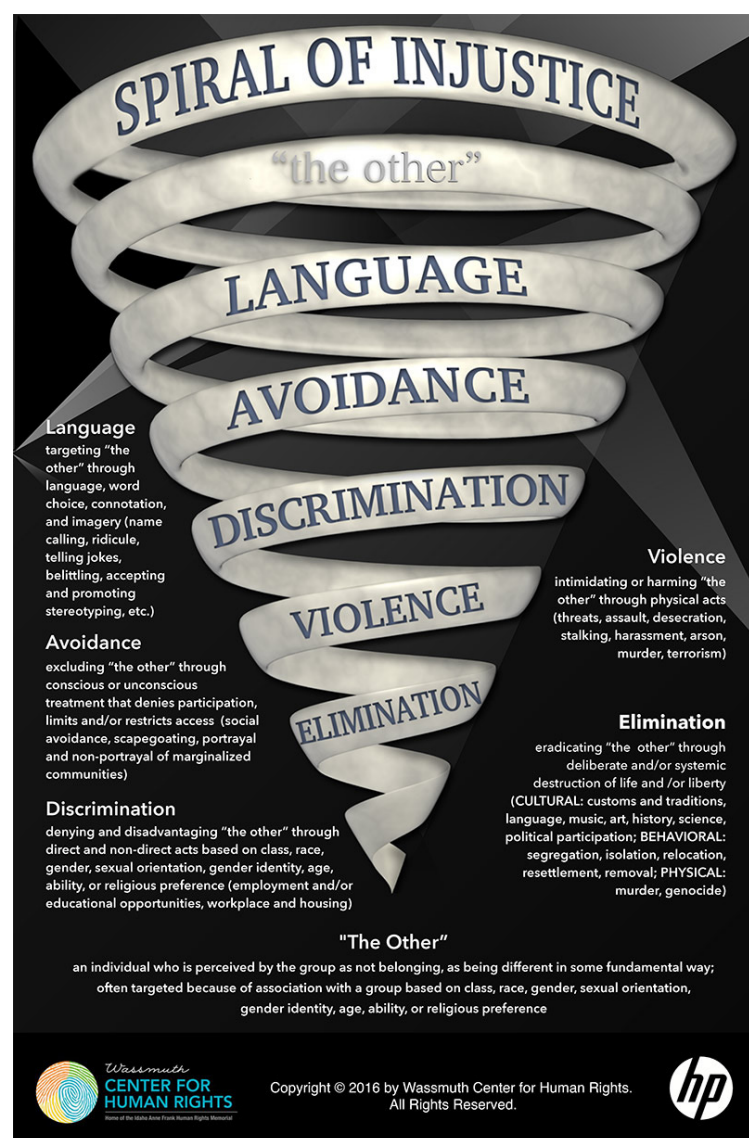 SPIRAL OF INJUSTICE
“the other”
LANGUAGE
AVOIDANCE
DISCRIMINATION
VIOLENCE
ELIMINATION
Language
targeting “the
other” through
language, word
choice, connotation,
and imagery (name
calling, ridicule,
telling jokes,
belittling, accepting
and promoting
stereotyping, etc.)
Avoidance
excluding “the other” through
conscious or unconscious
treatment that denies participation,
limits and/or restricts access (social
avoidance, scapegoating, portrayal
and non-portrayal of marginalized
communities)
Discrimination
denying and disadvantaging “the other” through
direct and non-direct acts based on class, race,
gender, sexual orientation, gender identity, age,
ability, or religious preference (employment and/or
educational opportunities, workplace and housing)
Violence
intimidating or harming “the
other” through physical acts
(threats, assault, desecration,
stalking, harassment, arson,
murder, terrorism)
Elimination
eradicating “the other” through
deliberate and/or systemic
destruction of life and /or liberty
(CULTURAL: customs and traditions,
language, music, art, history, science,
political participation; BEHAVIORAL:
segregation, isolation, relocation,
resettlement, removal; PHYSICAL:
murder, genocide)
"The Other”
an individual who is perceived by the group as not belonging, as being different in some fundamental way;
often targeted because of association with a group based on class, race, gender, sexual orientation,
gender identity, age, ability, or religious preference
Wassmuth
CENTER FOR
HUMAN RIGHTS
Home of the Idaho Anne Frank Human Rights Memorial
Copyright © 2016 by Wassmuth Center for Human Rights.
All Rights Reserved.
hp